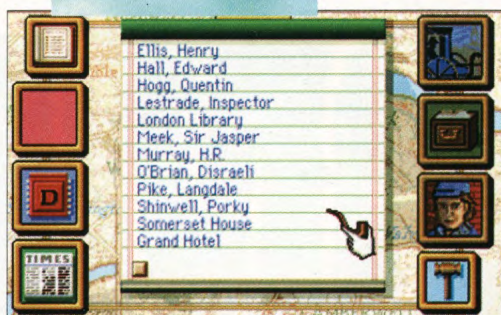 Ellis, Henry
Hall, Edward
Hogg, Quentin
Lestrade, Inspector
London Library
Meek, Sir Jasper
Murray, H.R.
O'Brian, Disraeli
Pike, Langdale
Shinwell, Porky
Somerset House
Grand Hotel
D
TIMES